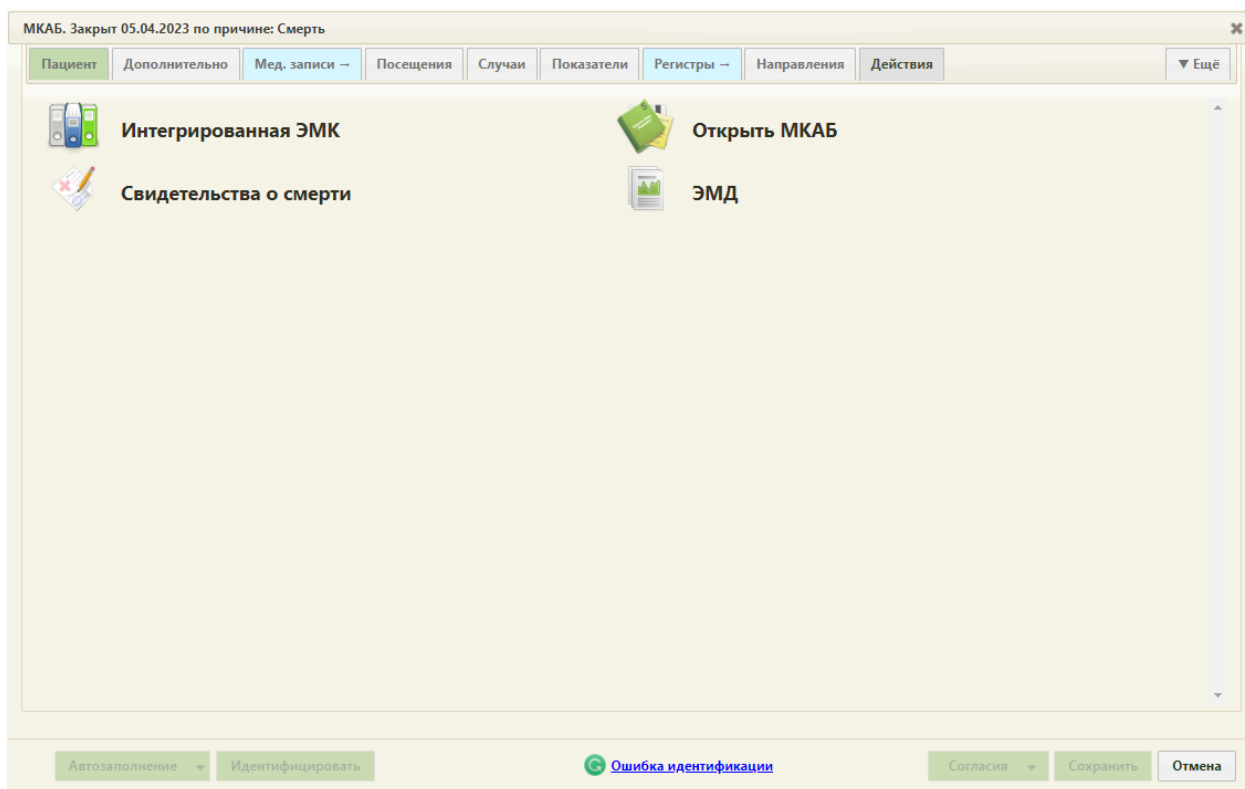 МКАБ. Закрыт 05.04.2023 по причине: Смерть
Пациент Дополнительно Мед. записи → Посещения Случаи Показатели Регистры → Направления Действия ▼ Ещё
Интегрированная ЭМК Открыть МКАБ
Свидетельства о смерти ЭМД
Автозаполнение Идентифицировать Ошибка идентификации Согласия Сохранить Отмена